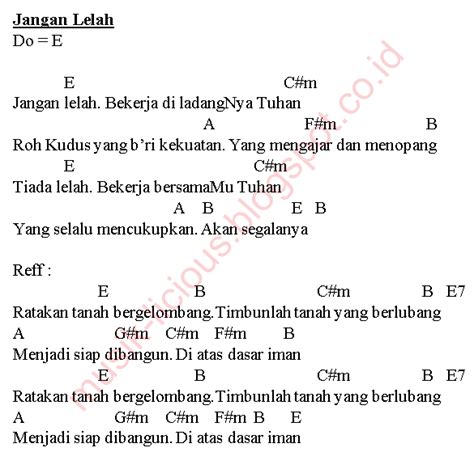 Jangan Lelah
Do = E
E C#m
Jangan lelah. Bekerja di ladangNya Tuhan
A F#m B
Roh Kudus yang b'ri kekuatan. Yang mengajar dan menopang
E C#m
Tiada lelah. Bekerja bersamaMu Tuhan
A B E B
Yang selalu mencukupkan. Akan segalanya
Reff :
E B C#m B E7
Ratakan tanah bergelombang.Timbunlah tanah yang berlubang
A G#m C#m F#m B
Menjadi siap dibangun. Di atas dasar iman
E B C#m B E7
Ratakan tanah bergelombang.Timbunlah tanah yang berlubang
A G#m C#m F#m B E
Menjadi siap dibangun. Di atas dasar iman
musik-licious.blogspot.co.id